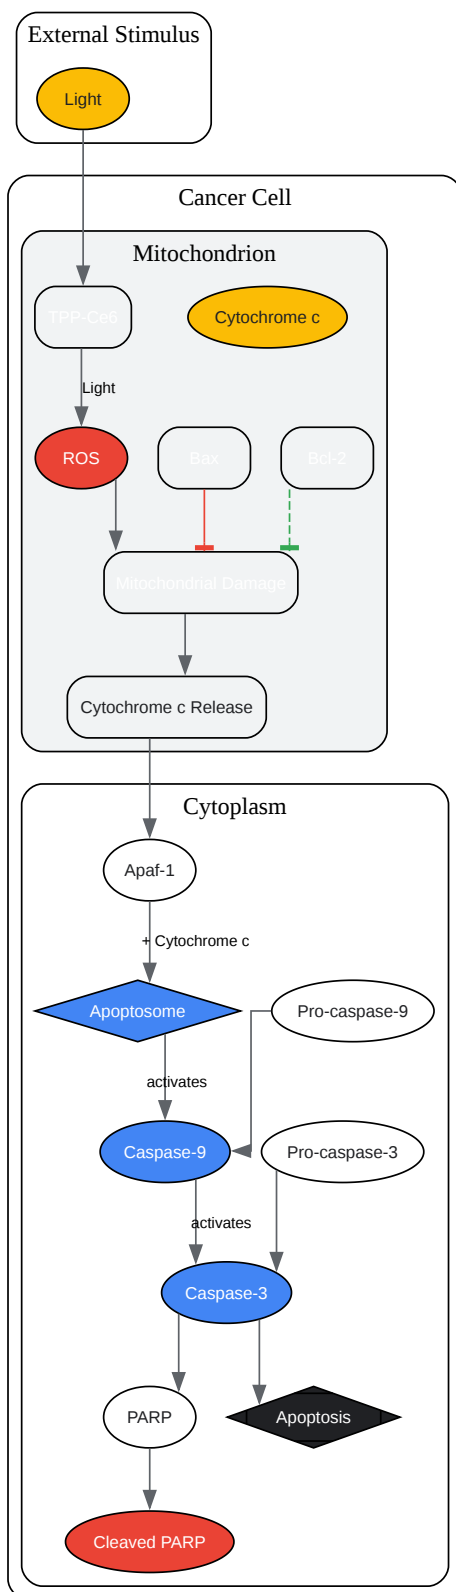 External Stimulus
Light
Cancer Cell
Mitochondrion
TPP-Ce6
Cytochrome c
Light
ROS
Bax
Bcl-2
Mitochondrial Damage
Cytochrome c Release
Cytoplasm
Apaf-1
+ Cytochrome c
Apoptosome
Pro-caspase-9
activates
Caspase-9
Pro-caspase-3
activates
Caspase-3
PARP
Apoptosis
Cleaved PARP